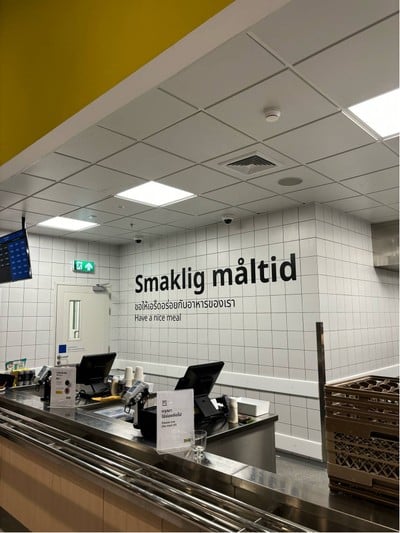 Smaklig måltid
ขอให้เอร็ดอร่อยกับอาหารของเรา
Have a nice meal